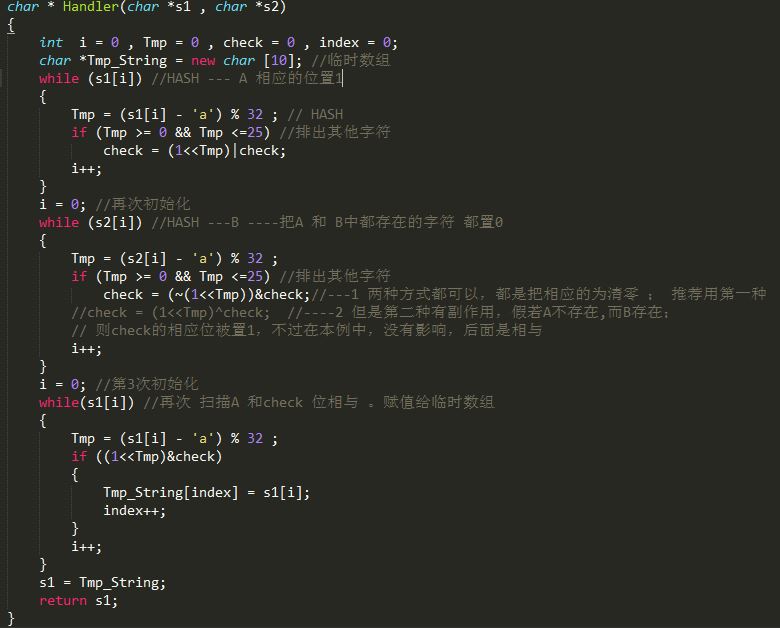 char * Handler(char *s1 , char *s2)
{
    int  i = 0 , Tmp = 0 , check = 0 , index = 0;
    char *Tmp_String = new char [10]; //临时数组
    while (s1[i]) //HASH --- A 相应的位置1
    {
        Tmp = (s1[i] - 'a') % 32 ; // HASH
        if (Tmp >= 0 && Tmp <=25) //排出其他字符
            check = (1<<Tmp)|check;
        i++;
    }
    i = 0; //再次初始化
    while (s2[i]) //HASH ---B ----把A 和 B中都存在的字符 都置0
    {
        Tmp = (s2[i] - 'a') % 32 ;
        if (Tmp >= 0 && Tmp <=25) //排出其他字符
            check = (~(1<<Tmp))&check;//---1 两种方式都可以，都是把相应的为清零 ； 推荐用第一种
        //check = (1<<Tmp)^check;  //----2 但是第二种有副作用，假若A不存在,而B存在；
        // 则check的相应位被置1，不过在本例中，没有影响，后面是相与
        i++;
    }
    i = 0; //第3次初始化
    while(s1[i]) //再次 扫描A 和check 位相与 。赋值给临时数组
    {
        Tmp = (s1[i] - 'a') % 32 ;
        if ((1<<Tmp)&check)
        {
            Tmp_String[index] = s1[i];
            index++;
        }
        i++;
    }
    s1 = Tmp_String;
    return s1;
}